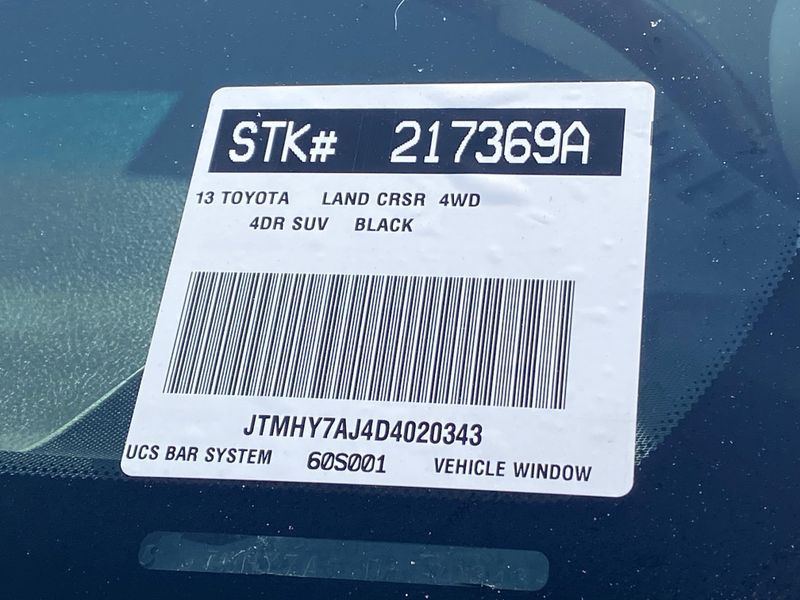 STK# 217369A
13 TOYOTA LAND CRSR 4WD
4DR SUV BLACK
JTMHY7AJ4D4020343
UCS BAR SYSTEM 60S001 VEHICLE WINDOW